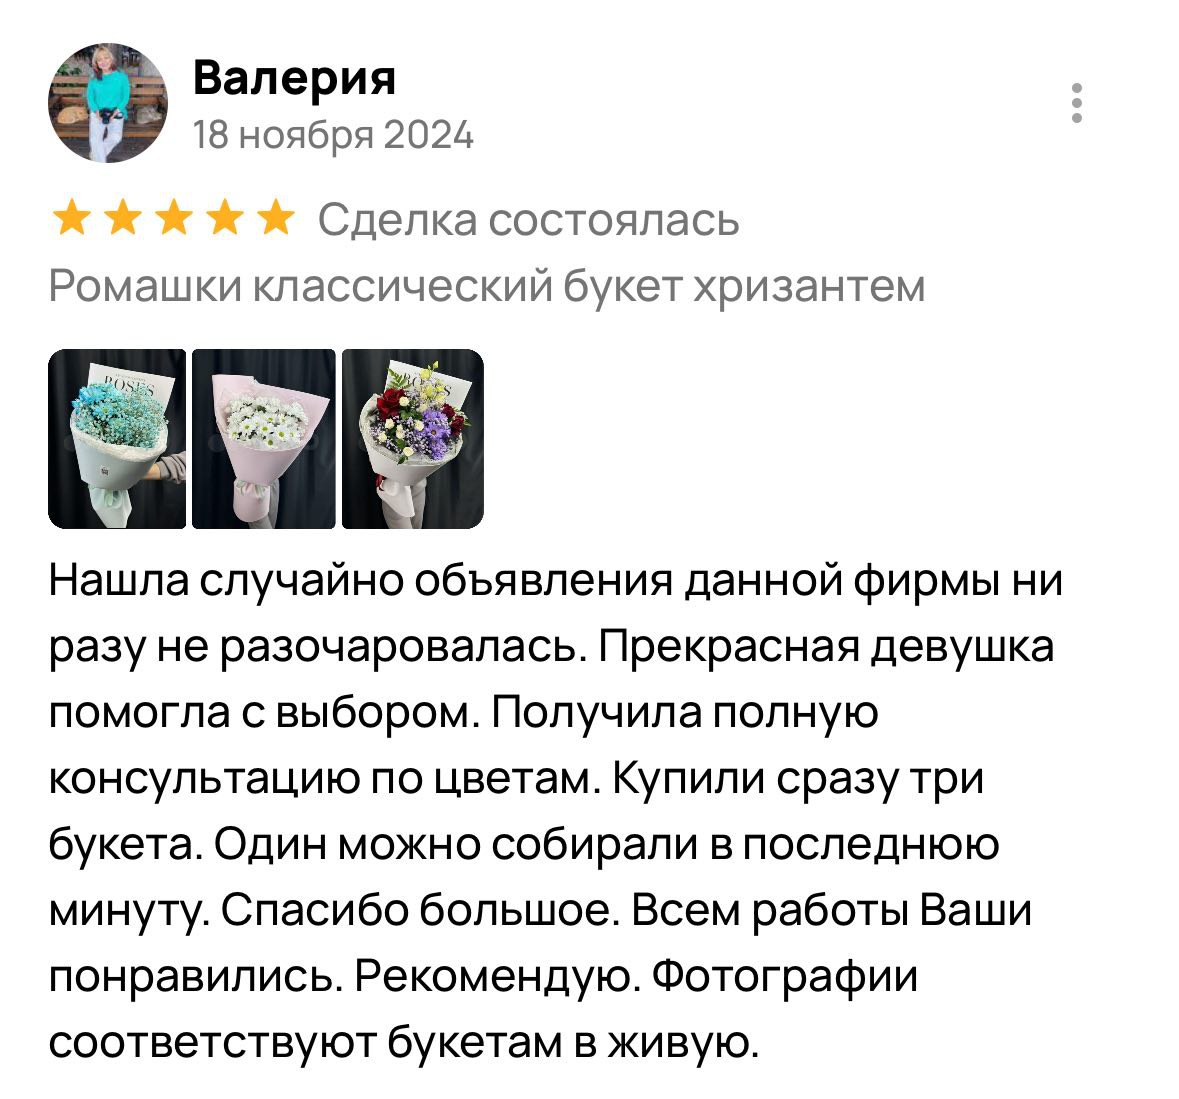 Валерия
18 ноября 2024
Сделка состоялась
Ромашки классический букет хризантем
ROSES
Нашла случайно объявления данной фирмы ни
разу не разочаровалась. Прекрасная девушка
помогла с выбором. Получила полную
консультацию по цветам. Купили сразу три
букета. Один можно собирали в последнюю
минуту. Спасибо большое. Всем работы Ваши
понравились. Рекомендую. Фотографии
соответствуют букетам в живую.